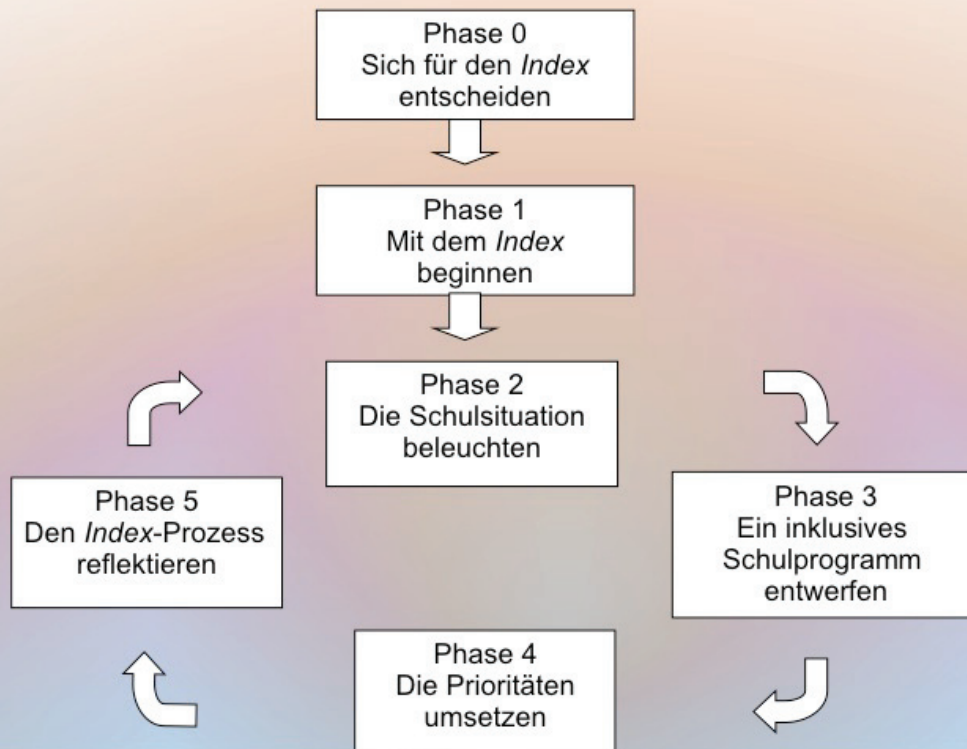 Phase 0
Sich für den Index
entscheiden
Phase 1
Mit dem Index
beginnen
Phase 2
Die Schulsituation
beleuchten
Phase 3
Ein inklusives
Schulprogramm
entwerfen
Phase 4
Die Prioritäten
umsetzen
Phase 5
Den Index-Prozess
reflektieren